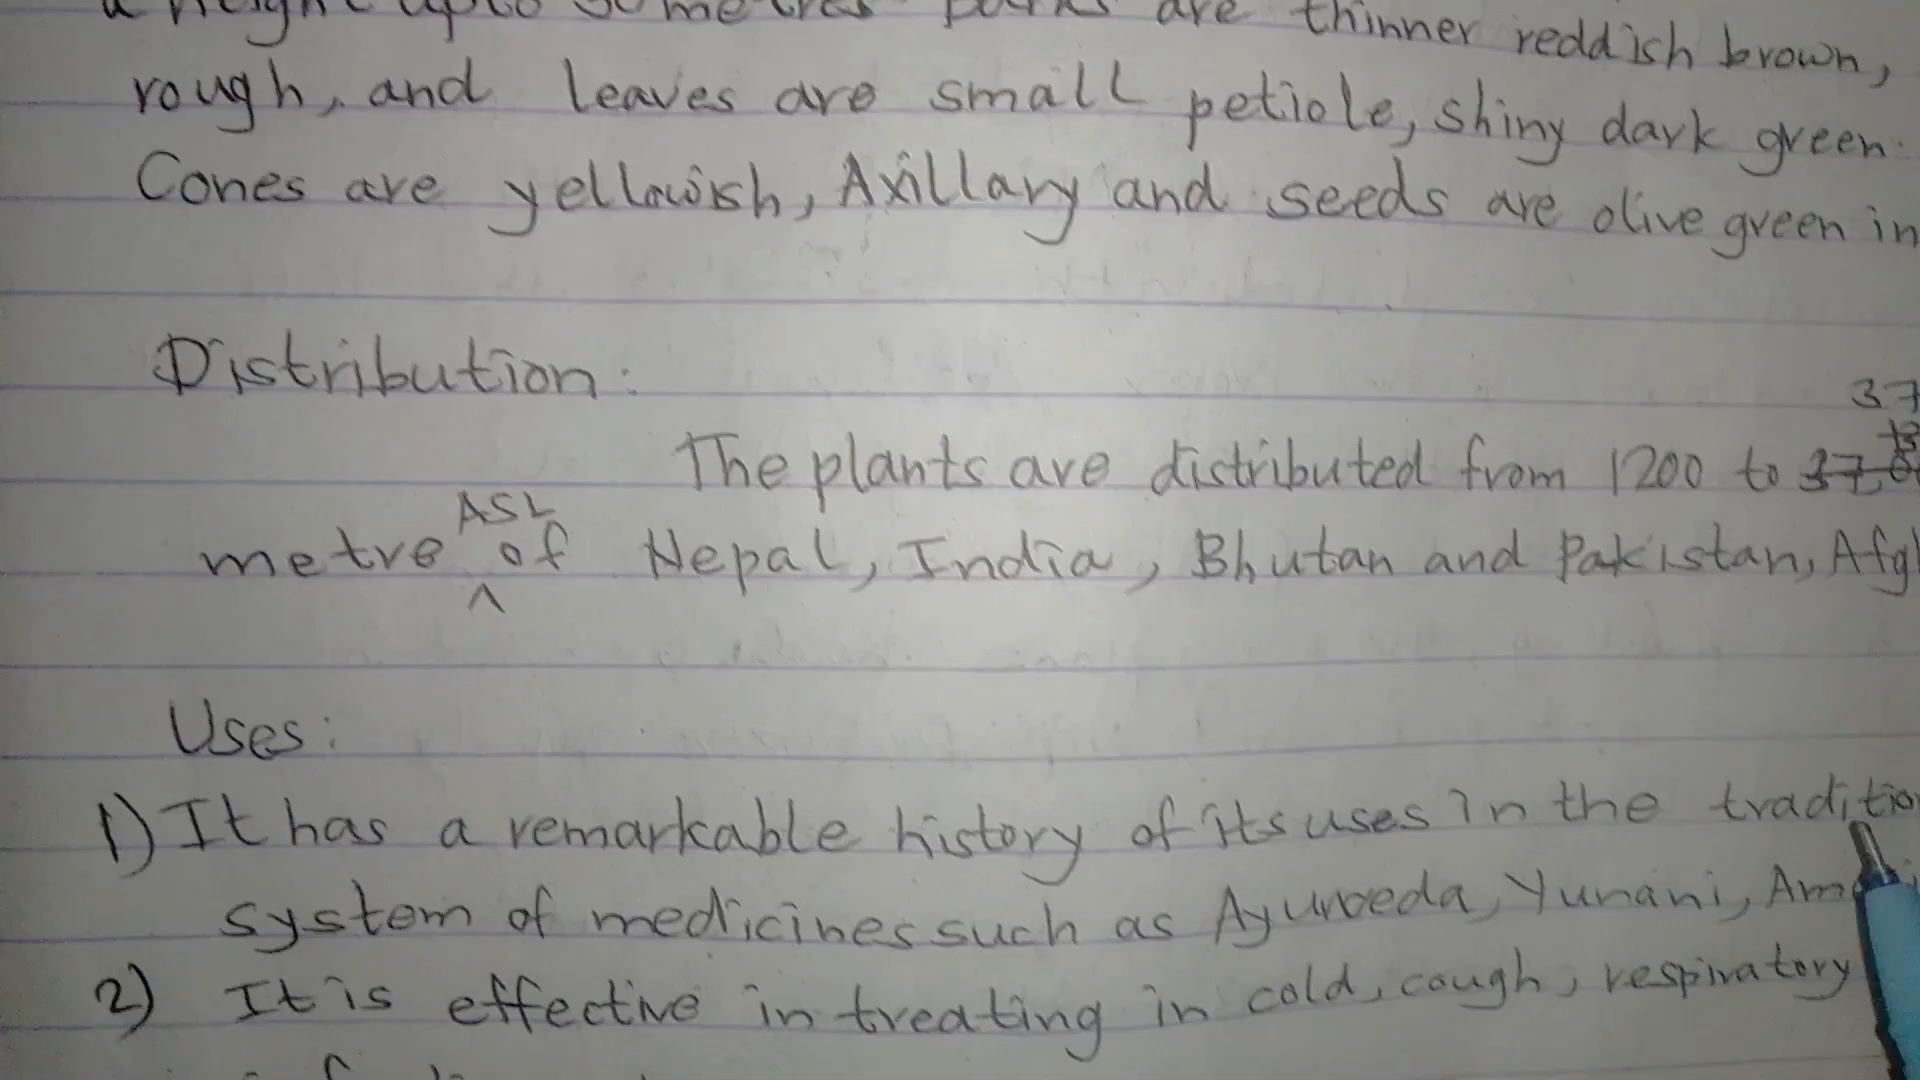 are thinner reddish brown,
rough, and leaves are small petiole, shiny dark green.
Cones are yellowish, Axillary and seeds are olive green in
Distribution:
37
The plants are distributed from 1200 to
ASL
metre of Nepal, India, Bhutan and Pakistan, Afgh
Uses:
1) It has a remarkable history of its uses in the tradition
system of medicines such as Ayurveda, Yunani, Am
2) It is effective in treating in cold, cough, respiratory